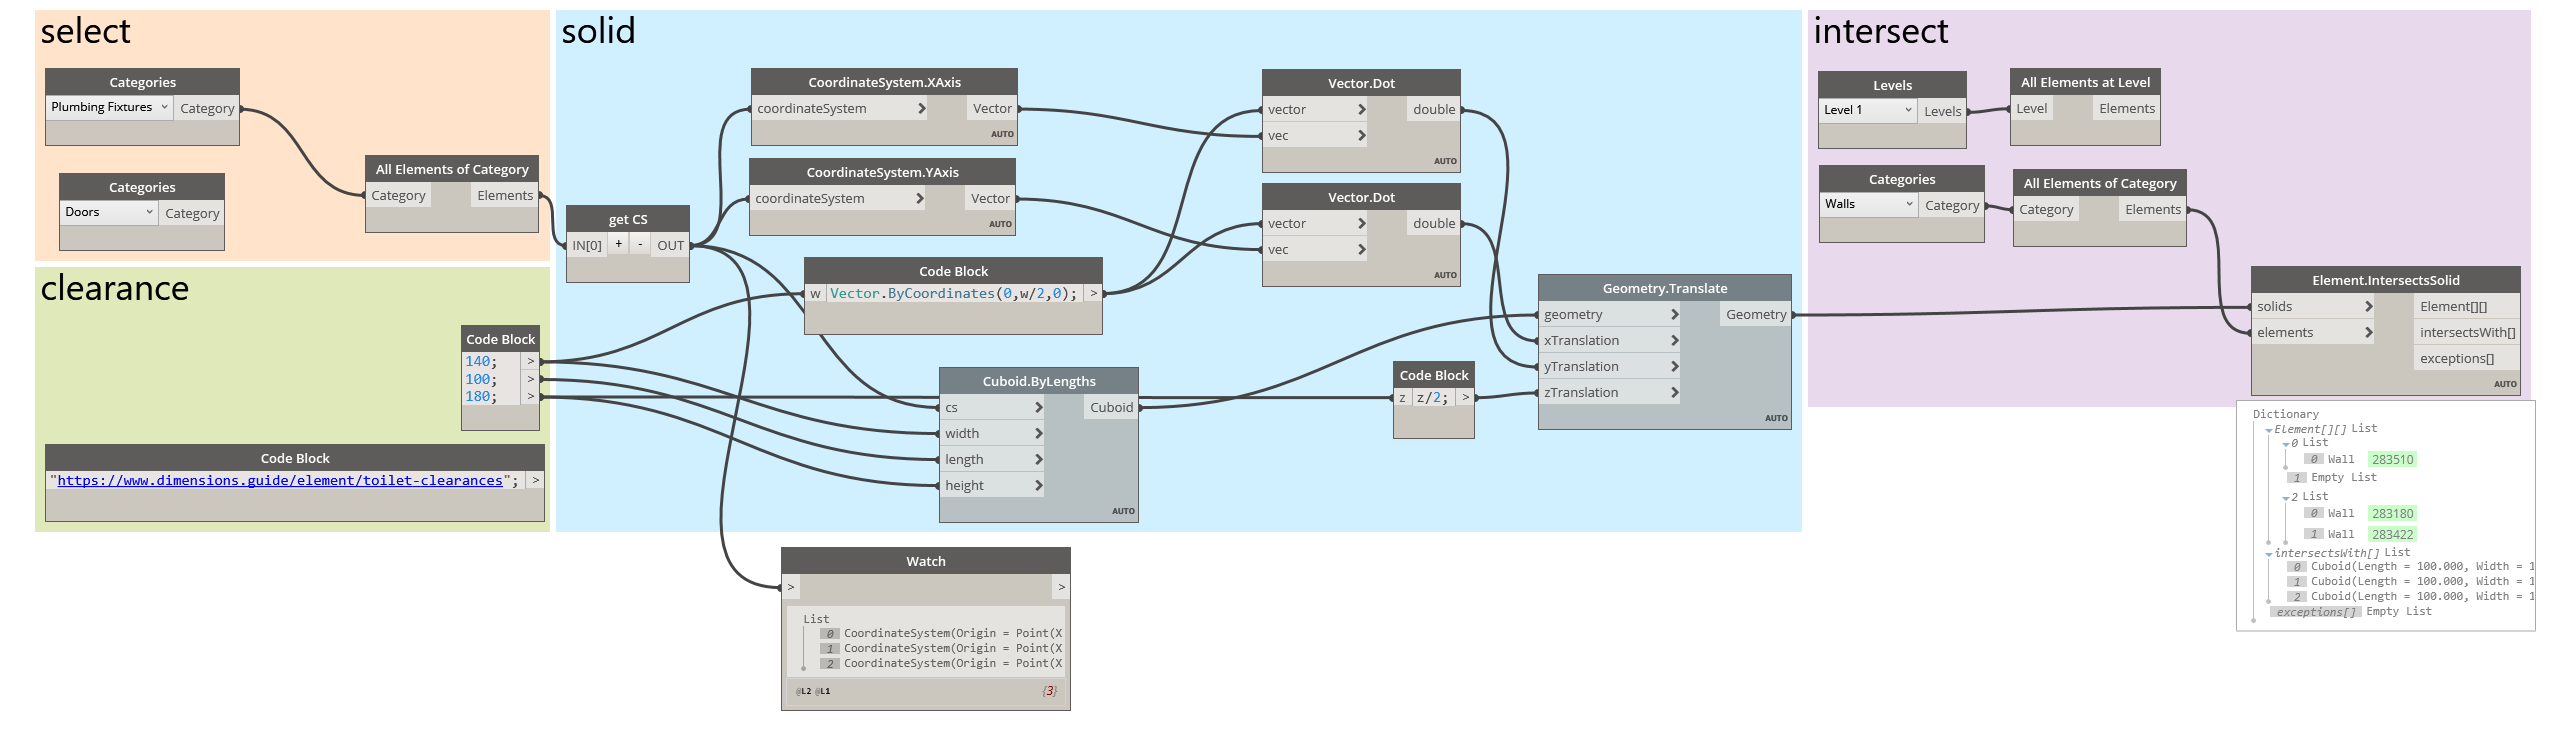 select
Categories
Plumbing Fixtures Category
Categories
Doors Category
All Elements of Category
Category Elements
clearance
Code Block
140; >
100; >
180; >
Code Block
"https://www.dimensions.guide/element/toilet-clearances"; >
solid
get CS
IN[0] + - OUT
CoordinateSystem.XAxis
coordinateSystem > Vector
AUTO
CoordinateSystem.YAxis
coordinateSystem > Vector
AUTO
Code Block
w Vector.ByCoordinates(0,w/2,0); >
Cuboid.ByLengths
cs > Cuboid
width >
length >
height >
AUTO
Vector.Dot
vector > double
vec >
AUTO
Vector.Dot
vector > double
vec >
AUTO
Code Block
z z/2; >
Geometry.Translate
geometry > Geometry
xTranslation >
yTranslation >
zTranslation >
AUTO
Watch
> >
List
0 CoordinateSystem(Origin = Point(X
1 CoordinateSystem(Origin = Point(X
2 CoordinateSystem(Origin = Point(X
@L2 @L1 {3}
intersect
Levels
Level 1 Levels
All Elements at Level
Level Elements
Categories
Walls Category
All Elements of Category
Category Elements
Element.IntersectsSolid
solids > Element[][]
elements > intersectsWith[]
exceptions[]
AUTO
Dictionary
Element[][] List
0 List
0 Wall 283510
1 Empty List
2 List
0 Wall 283180
1 Wall 283422
intersectsWith[] List
0 Cuboid(Length = 100.000, Width = 1
1 Cuboid(Length = 100.000, Width = 1
2 Cuboid(Length = 100.000, Width = 1
exceptions[] Empty List